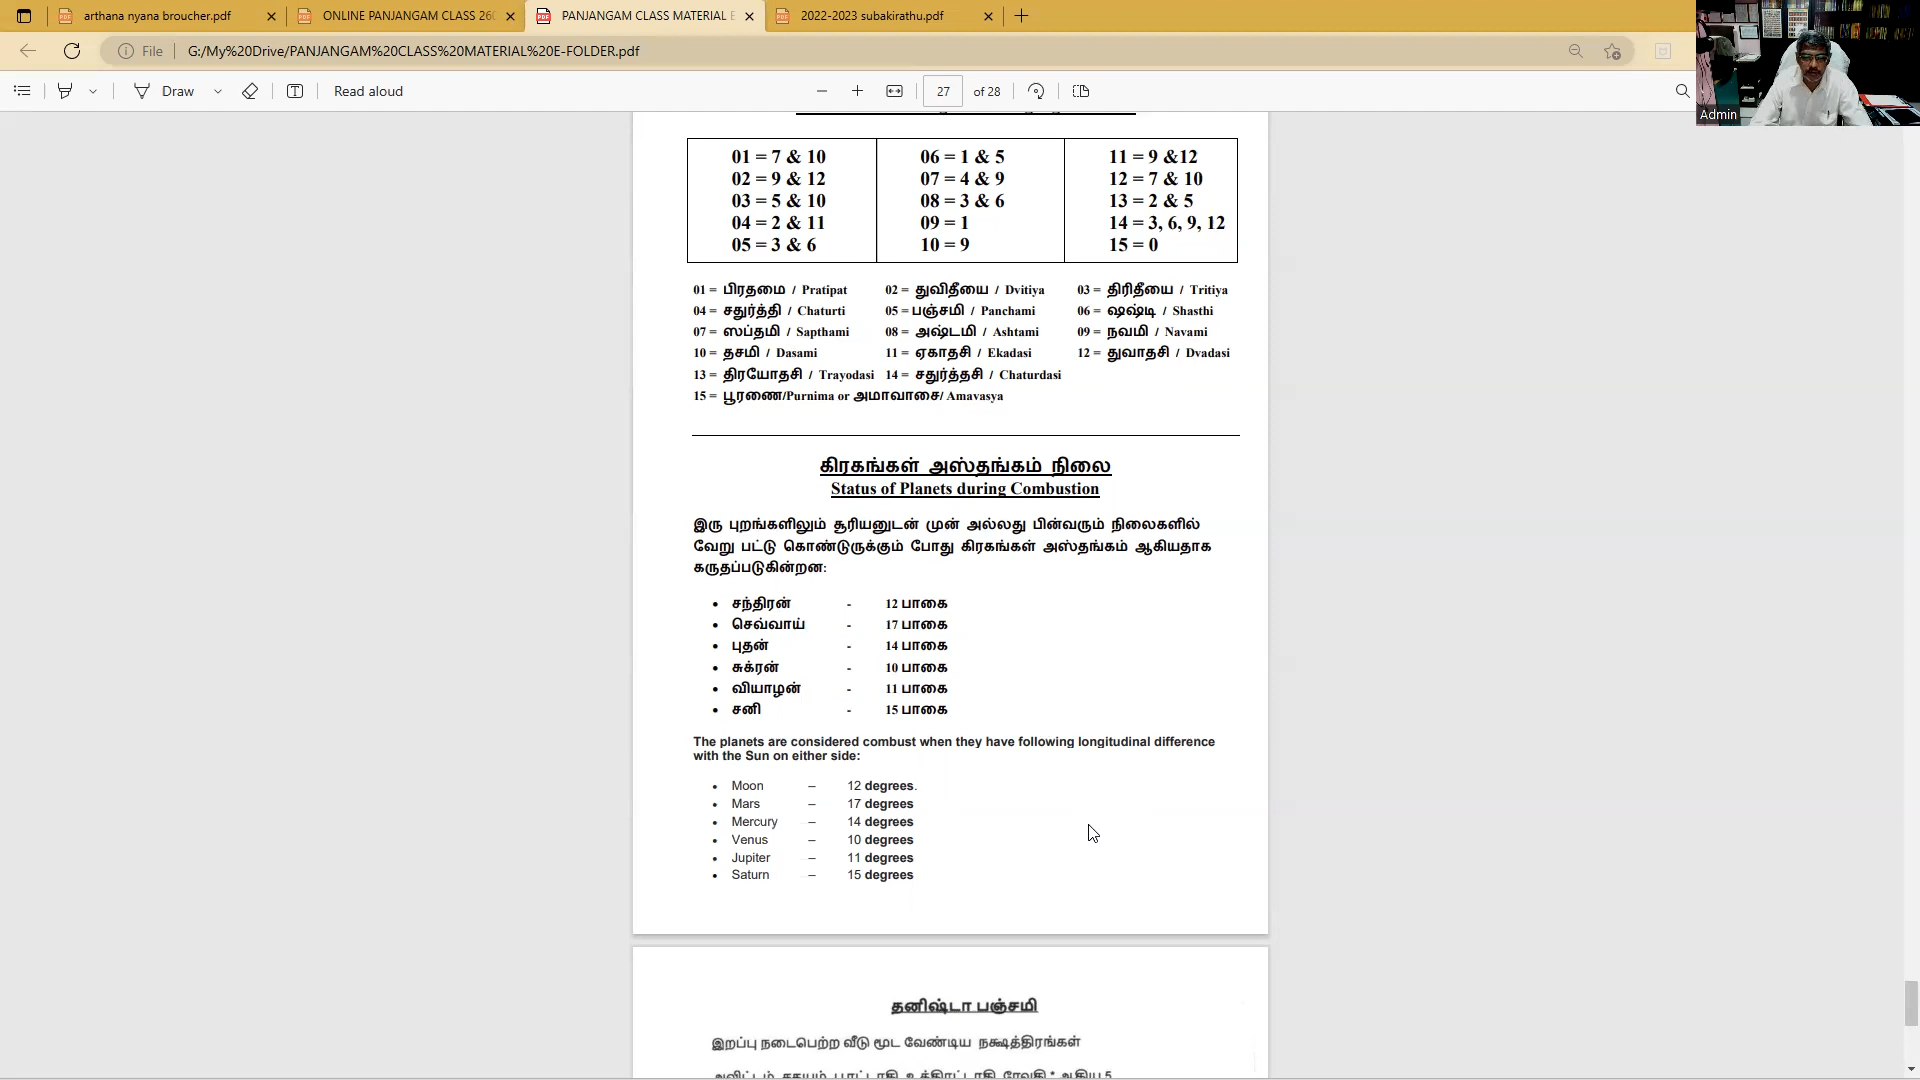 arthana nyana broucher.pdf
ONLINE PANJANGAM CLASS 26
PANJANGAM CLASS MATERIAL E
2022-2023 subakirathu.pdf
File
G:/My%20Drive/PANJANGAM%20CLASS%20MATERIAL%20E-FOLDER.pdf
Draw
Read aloud
27
of 28
Admin
01 = 7 & 10
02 = 9 & 12
03 = 5 & 10
04 = 2 & 11
05 = 3 & 6
06 = 1 & 5
07 = 4 & 9
08 = 3 & 6
09 = 1
10 = 9
11 = 9 &12
12 = 7 & 10
13 = 2 & 5
14 = 3, 6, 9, 12
15 = 0
01 = பிரதமை / Pratipat 02 = துவிதீயை / Dvitiya 03 = திரிதீயை / Tritiya
04 = சதுர்த்தி / Chaturti 05 = பஞ்சமி / Panchami 06 = ஷஷ்டி / Shasthi
07 = ஸப்தமி / Sapthami 08 = அஷ்டமி / Ashtami 09 = நவமி / Navami
10 = தசமி / Dasami 11 = ஏகாதசி / Ekadasi 12 = துவாதசி / Dvadasi
13 = திரயோதசி / Trayodasi 14 = சதுர்த்தசி / Chaturdasi
15 = பூரணை/Purnima or அமாவாசை/ Amavasya
கிரகங்கள் அஸ்தங்கம் நிலை
Status of Planets during Combustion
இரு புறங்களிலும் சூரியனுடன் முன் அல்லது பின்வரும் நிலைகளில்
வேறு பட்டு கொண்டுருக்கும் போது கிரகங்கள் அஸ்தங்கம் ஆகியதாக
கருதப்படுகின்றன:
• சந்திரன் - 12 பாகை
• செவ்வாய் - 17 பாகை
• புதன் - 14 பாகை
• சுக்ரன் - 10 பாகை
• வியாழன் - 11 பாகை
• சனி - 15 பாகை
The planets are considered combust when they have following longitudinal difference
with the Sun on either side:
• Moon – 12 degrees.
• Mars – 17 degrees
• Mercury – 14 degrees
• Venus – 10 degrees
• Jupiter – 11 degrees
• Saturn – 15 degrees
தனிஷ்டா பஞ்சமி
இறப்பு நடைபெற்ற வீடு மூட வேண்டிய நக்ஷத்திரங்கள்